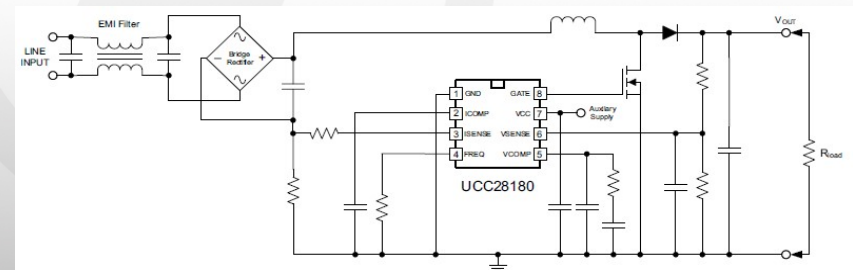 EMI Filter
LINE
INPUT
Bridge
Rectifier
VOUT
1 GND GATE 8
2 ICOMP VCC 7
3 ISENSE VSENSE 6
4 FREQ VCOMP 5
Auxliary
Supply
UCC28180
Rload